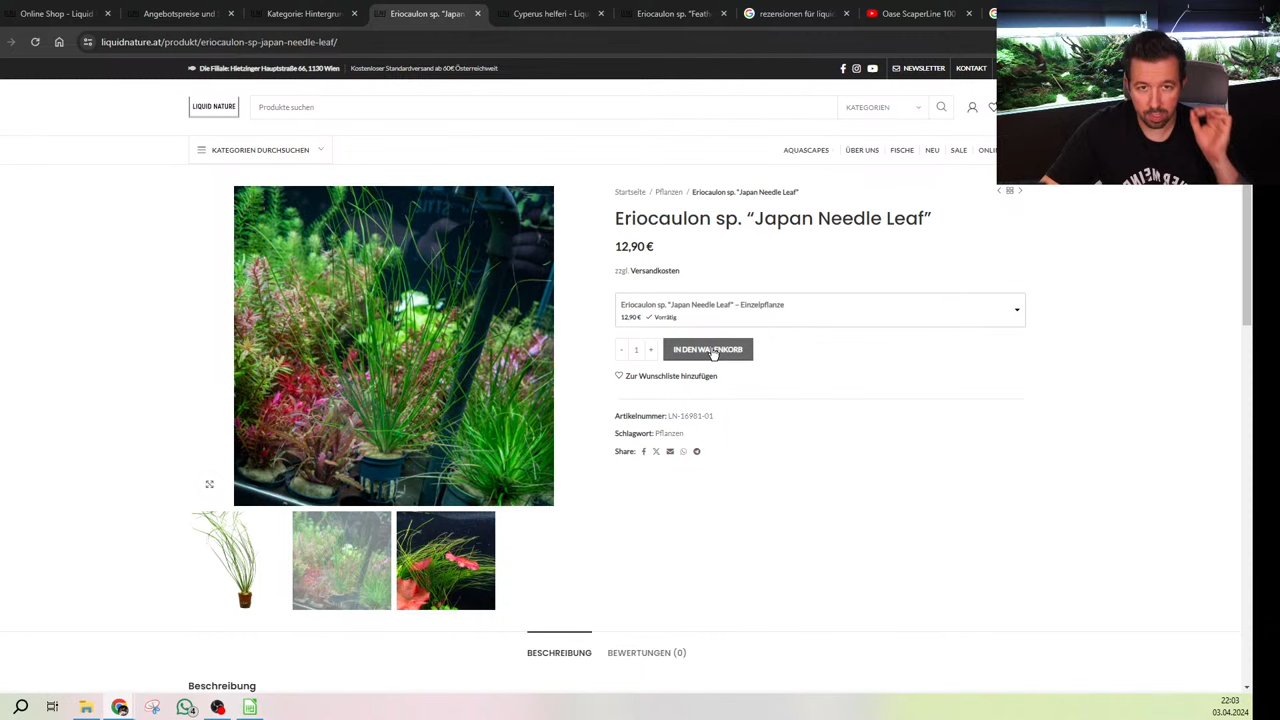 Online Shop - Liquid
Angebotspreise und S
Kategorie: Hintergrun
Eriocaulon sp. "Japan
Cyperus helferi - Liqu
Eriocaulon sp. "Feath
rezensionen für liquid
Oase ScaperLine 100
liquidnature.at/produkt/eriocaulon-sp-japan-needle-leaf/
Die Filiale: Hietzinger Hauptstraße 66, 1130 Wien
Kostenloser Standardversand ab 60€ Österreichweit
NEWSLETTER
KONTAKT
LIQUID NATURE
Produkte suchen
KATEGORIEN
KATEGORIEN DURCHSUCHEN
AQUASCAPES
ÜBER UNS
FISCHE
NEU
SALE
Startseite / Pflanzen / Eriocaulon sp. "Japan Needle Leaf"
Eriocaulon sp. “Japan Needle Leaf”
12,90 €
zzgl. Versandkosten
Eriocaulon sp. "Japan Needle Leaf" – Einzelpflanze
12,90 € Vorrätig
- 1 +
IN DEN WARENKORB
Zur Wunschliste hinzufügen
Artikelnummer: LN-16981-01
Schlagwort: Pflanzen
Share:
BESCHREIBUNG
BEWERTUNGEN (0)
Beschreibung
22:03
03.04.2024